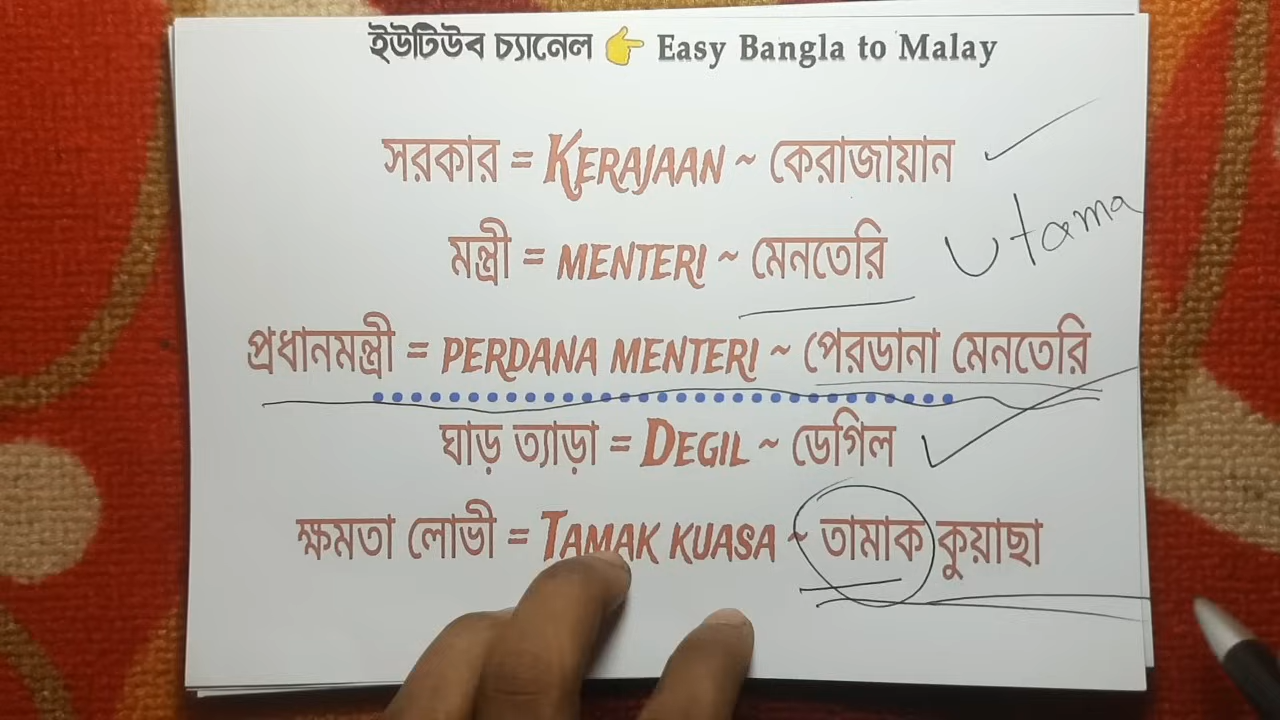 ইউটিউব চ্যানেল 👉 Easy Bangla to Malay
সরকার = KERAJAAN ~ কেরাজায়ান
utama
মন্ত্রী = MENTERI ~ মেনতেরি
প্রধানমন্ত্রী = PERDANA MENTERI ~ পেরডানা মেনতেরি
ঘাড় ত্যাড়া = DEGIL ~ ডেগিল
ক্ষমতা লোভী = TAMAK KUASA ~ তামাক কুয়াছা